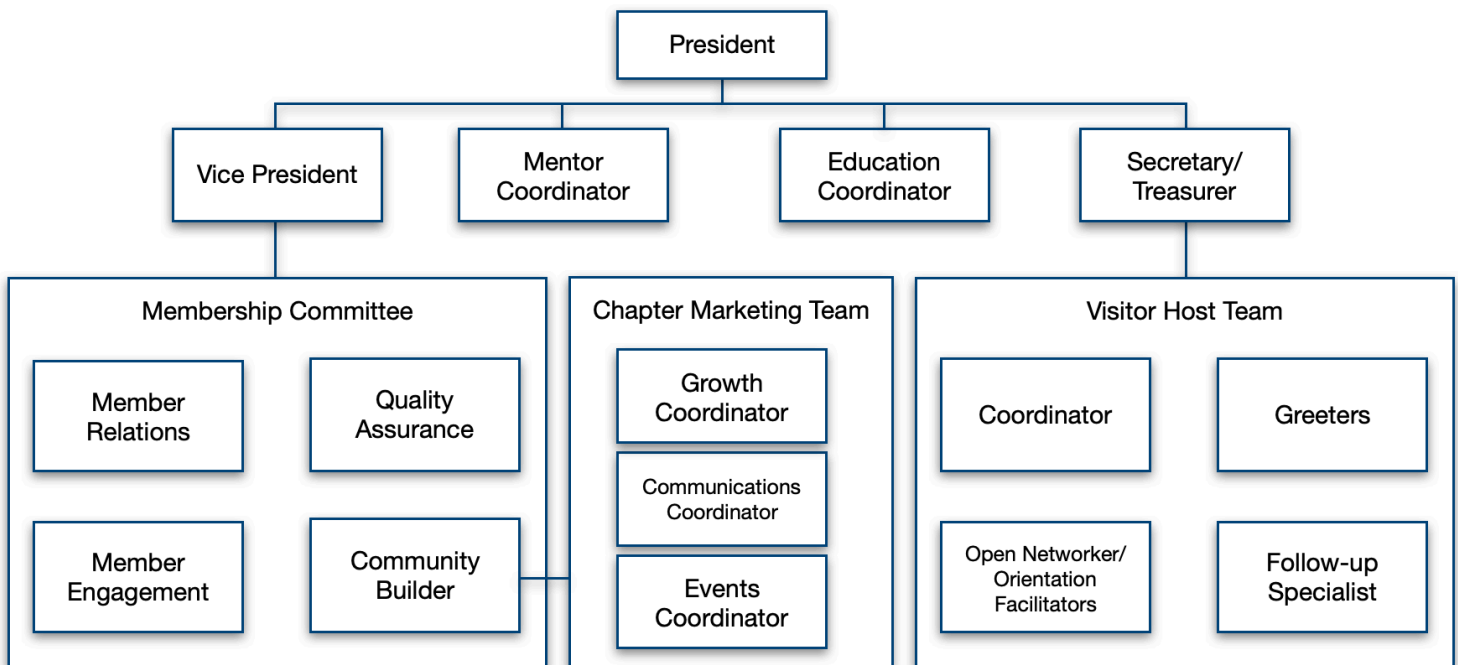 President
Vice President
Mentor
Coordinator
Education
Coordinator
Secretary/
Treasurer
Membership Committee
Member
Relations
Quality
Assurance
Member
Engagement
Community
Builder
Chapter Marketing Team
Growth
Coordinator
Communications
Coordinator
Events
Coordinator
Visitor Host Team
Coordinator
Greeters
Open Networker/
Orientation
Facilitators
Follow-up
Specialist